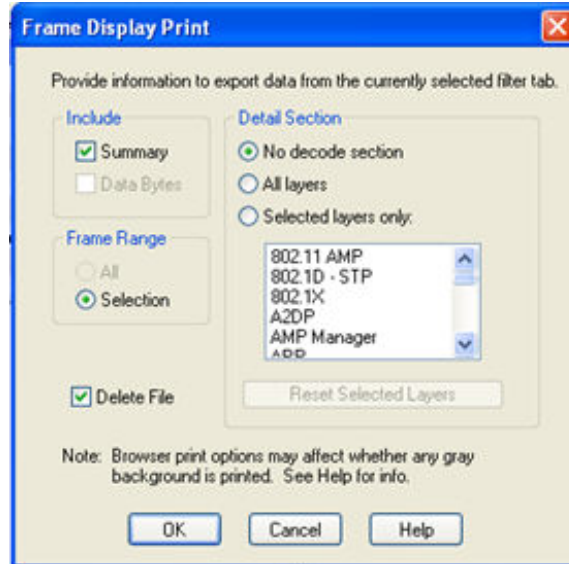 Frame Display Print
Provide information to export data from the currently selected filter tab.
Include
Summary
Data Bytes
Frame Range
All
Selection
Delete File
Detail Section
No decode section
All layers
Selected layers only:
802.11 AMP
802.1D - STP
802.1X
A2DP
AMP Manager
Reset Selected Layers
Note: Browser print options may affect whether any gray
background is printed. See Help for info.
OK
Cancel
Help